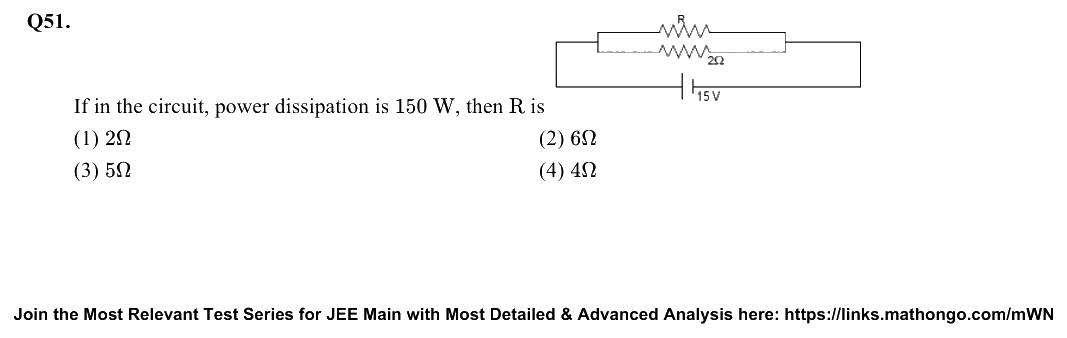 Q51.
R
2Ω
15 V
If in the circuit, power dissipation is 150 W, then R is
(1) 2Ω (2) 6Ω
(3) 5Ω (4) 4Ω
Join the Most Relevant Test Series for JEE Main with Most Detailed & Advanced Analysis here: https://links.mathongo.com/mWN